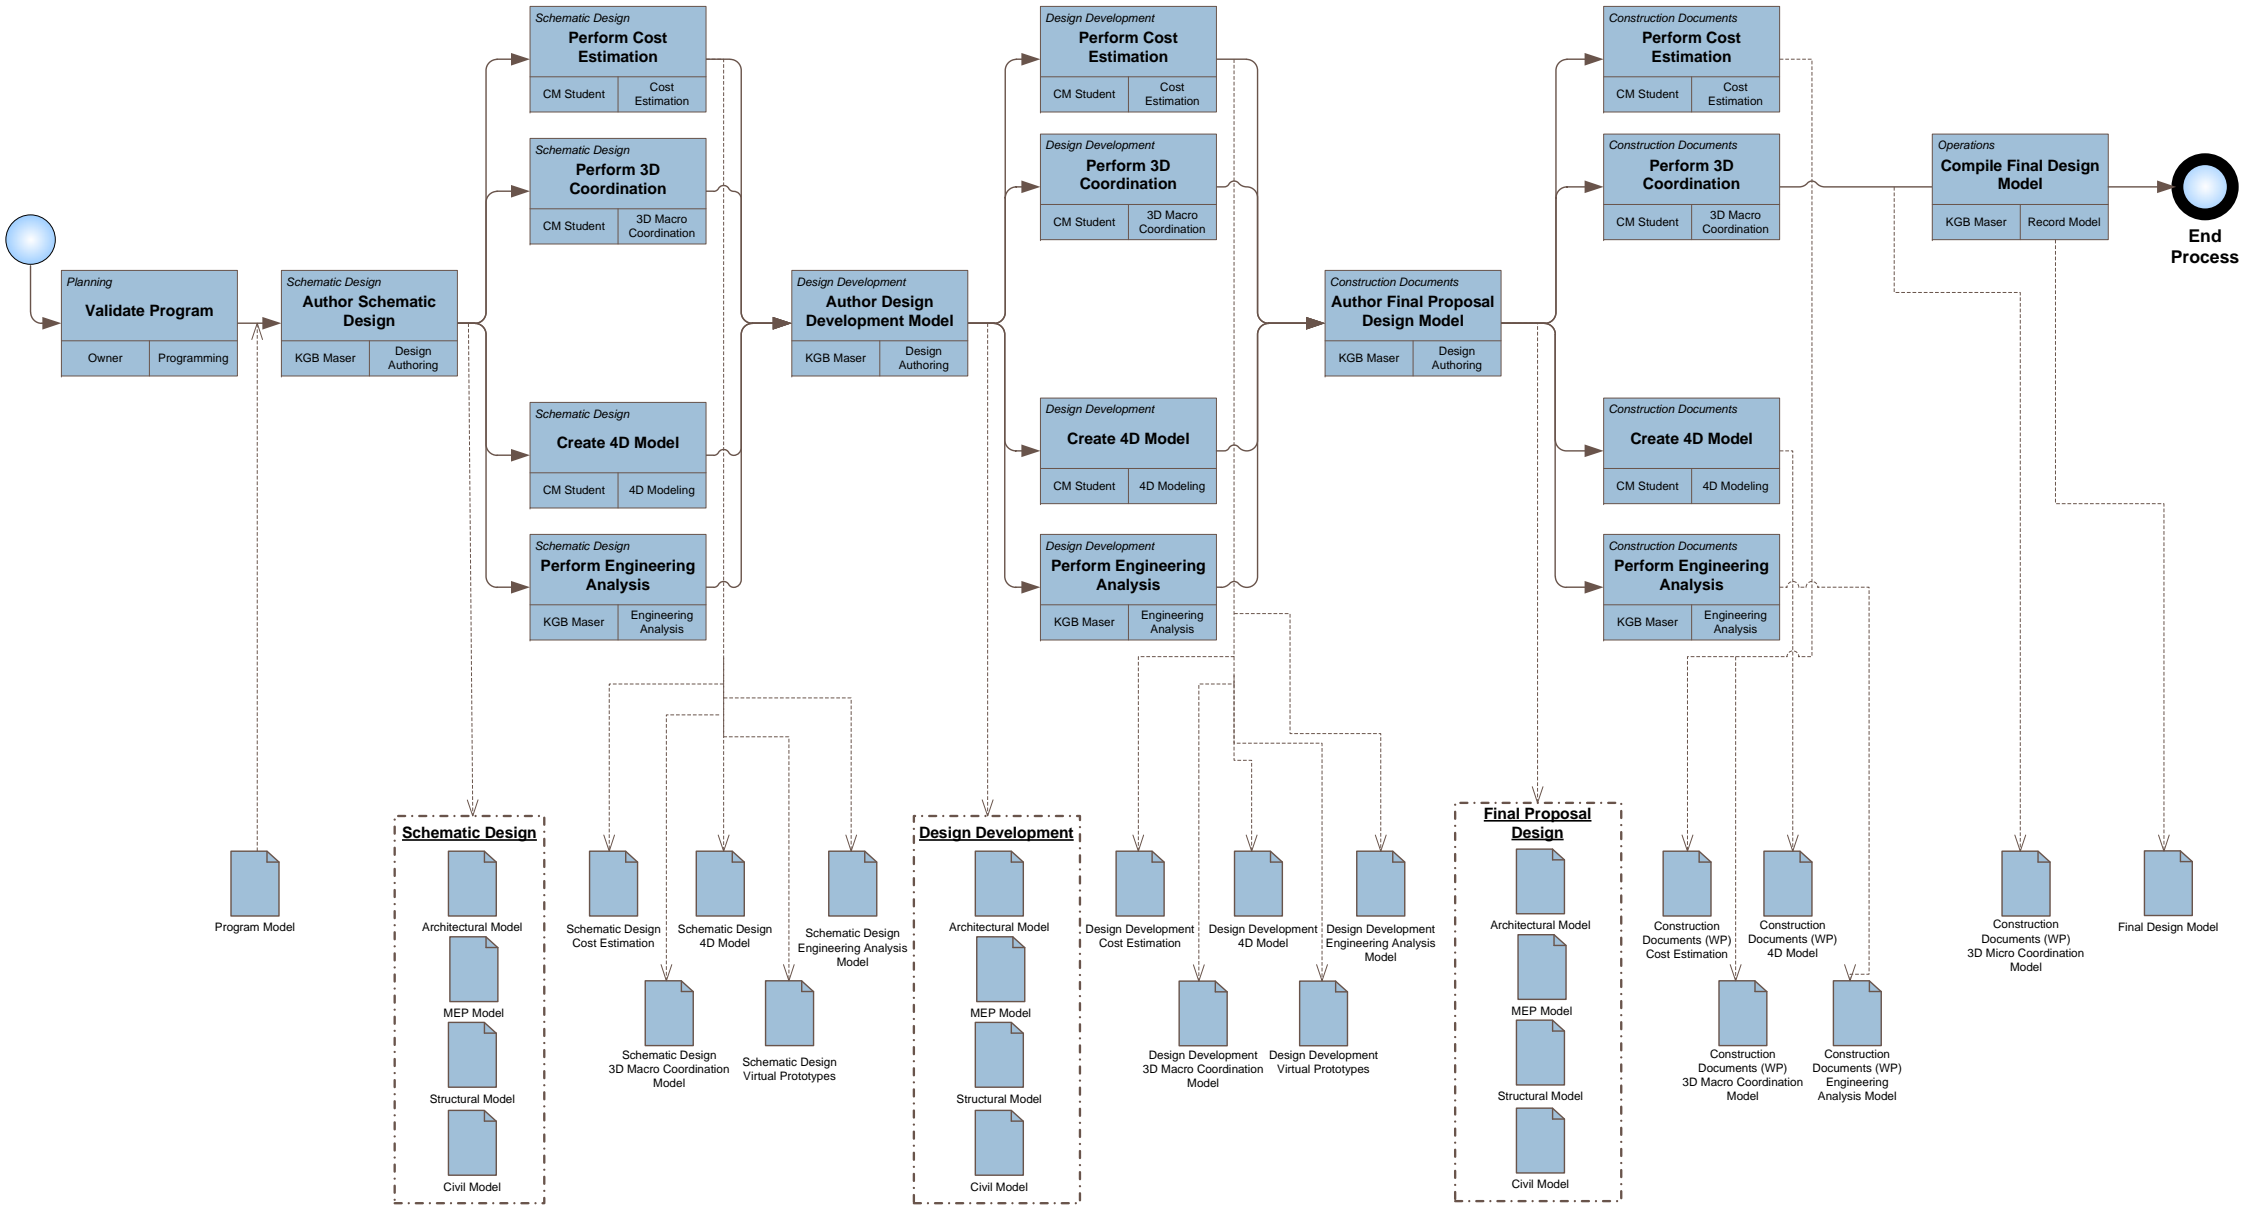 Schematic Design
Perform Cost
Estimation
CM Student
Cost
Estimation
Design Development
Perform Cost
Estimation
CM Student
Cost
Estimation
Construction Documents
Perform Cost
Estimation
CM Student
Cost
Estimation
Schematic Design
Perform 3D
Coordination
CM Student
3D Macro
Coordination
Design Development
Perform 3D
Coordination
CM Student
3D Macro
Coordination
Construction Documents
Perform 3D
Coordination
CM Student
3D Macro
Coordination
Operations
Compile Final Design
Model
KGB Maser
Record Model
End
Process
Planning
Validate Program
Owner
Programming
Schematic Design
Author Schematic
Design
KGB Maser
Design
Authoring
Design Development
Author Design
Development Model
KGB Maser
Design
Authoring
Construction Documents
Author Final Proposal
Design Model
KGB Maser
Design
Authoring
Schematic Design
Create 4D Model
CM Student
4D Modeling
Design Development
Create 4D Model
CM Student
4D Modeling
Construction Documents
Create 4D Model
CM Student
4D Modeling
Schematic Design
Perform Engineering
Analysis
KGB Maser
Engineering
Analysis
Design Development
Perform Engineering
Analysis
KGB Maser
Engineering
Analysis
Construction Documents
Perform Engineering
Analysis
KGB Maser
Engineering
Analysis
Program Model
Schematic Design
Architectural Model
MEP Model
Structural Model
Civil Model
Schematic Design
Cost Estimation
Schematic Design
4D Model
Schematic Design
Engineering Analysis
Model
Schematic Design
3D Macro Coordination
Model
Schematic Design
Virtual Prototypes
Design Development
Architectural Model
MEP Model
Structural Model
Civil Model
Design Development
Cost Estimation
Design Development
4D Model
Design Development
Engineering Analysis
Model
Design Development
3D Macro Coordination
Model
Design Development
Virtual Prototypes
Final Proposal
Design
Architectural Model
MEP Model
Structural Model
Civil Model
Construction
Documents (WP)
Cost Estimation
Construction
Documents (WP)
4D Model
Construction
Documents (WP)
3D Macro Coordination
Model
Construction
Documents (WP)
Engineering
Analysis Model
Construction
Documents (WP)
3D Micro Coordination
Model
Final Design Model